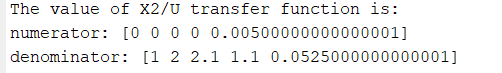 The value of X2/U transfer function is:
numerator: [0 0 0 0 0.00500000000000001]
denominator: [1 2 2.1 1.1 0.0525000000000001]